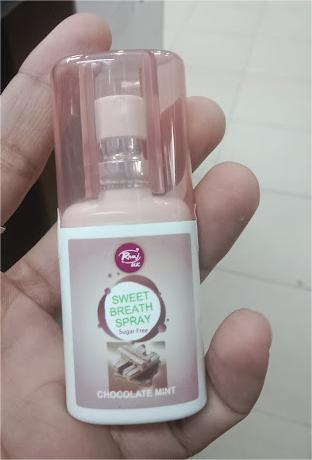 SWEET
BREATH
SPRAY
Sugar Free
CHOCOLATE MINT